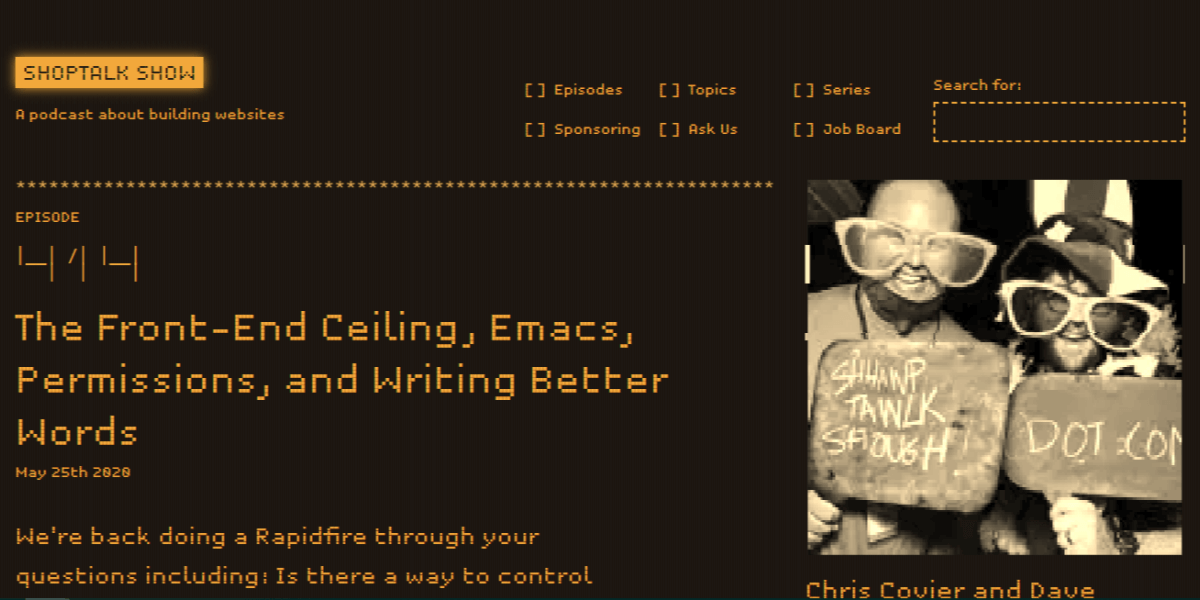 SHOPTALK SHOW
A podcast about building websites
[ ] Episodes
[ ] Topics
[ ] Series
[ ] Sponsoring
[ ] Ask Us
[ ] Job Board
Search for:
*********************************************************************
EPISODE
|_| /| |_|
The Front-End Ceiling, Emacs,
Permissions, and Writing Better
Words
May 25th 2020
We're back doing a Rapidfire through your
questions including: Is there a way to control
SHHAWP
TAWLK
SHOUGH
DOT :COM
Chris Covier and Dave